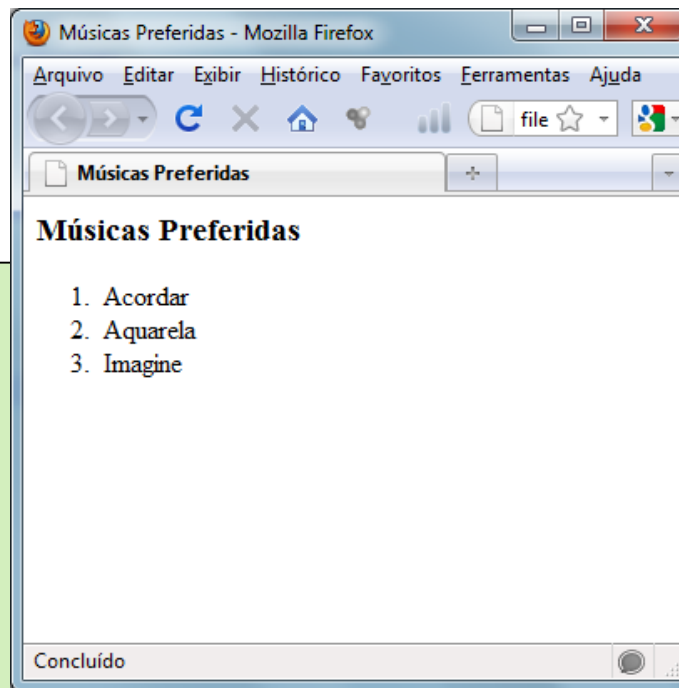 Músicas Preferidas - Mozilla Firefox
Arquivo Editar Exibir Histórico Favoritos Ferramentas Ajuda
file
Músicas Preferidas
Músicas Preferidas
1. Acordar
2. Aquarela
3. Imagine
Concluído